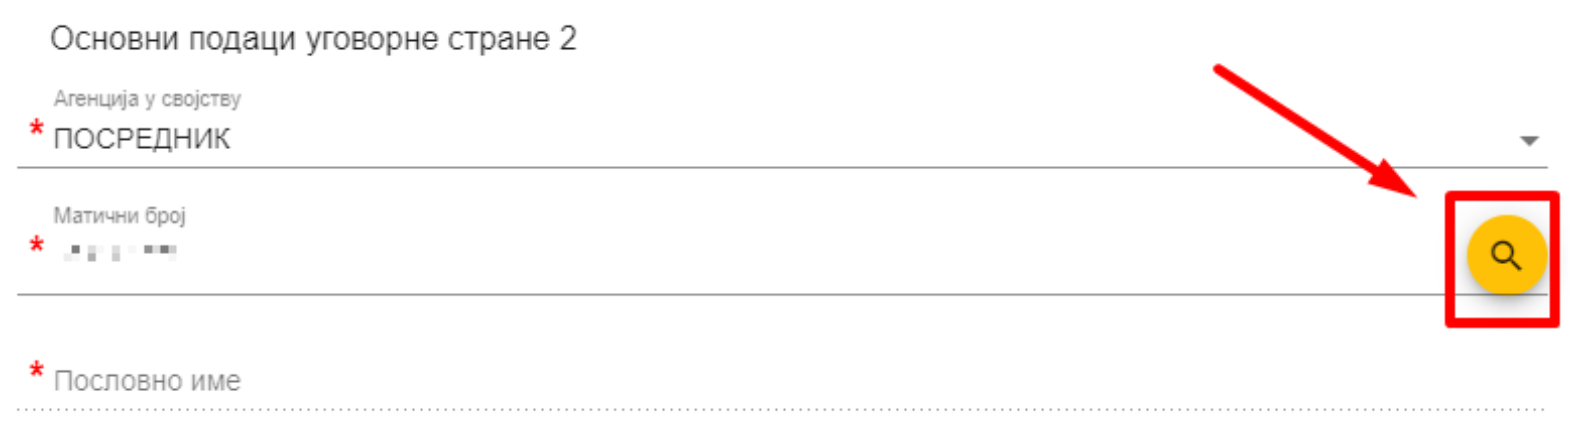 Основни подаци уговорне стране 2
Агенција у својству
* ПОСРЕДНИК
Матични број
*
* Пословно име